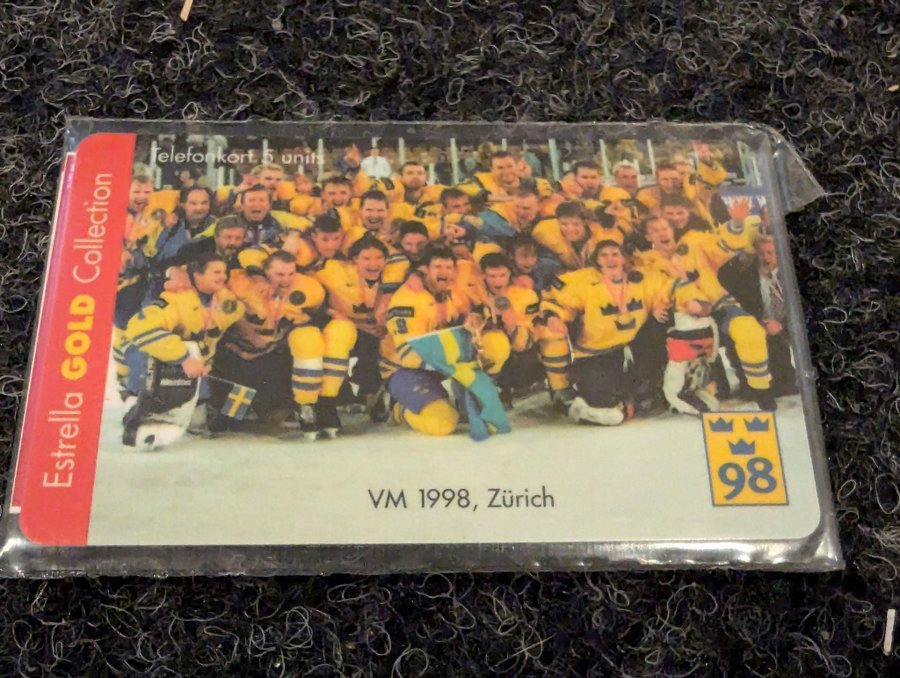 Telefonkort 5 units
Estrella GOLD Collection
98
VM 1998, Zürich